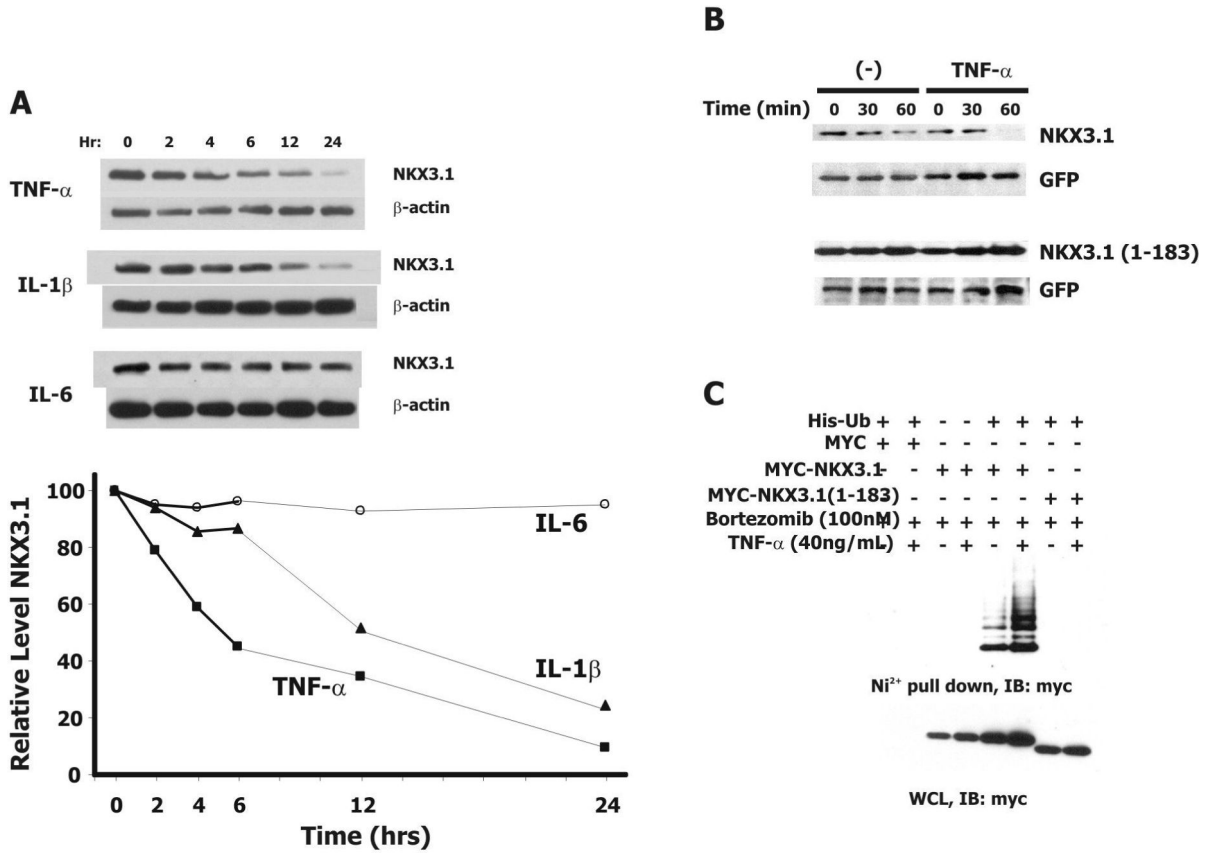 A
Hr: 0 2 4 6 12 24
TNF-α
NKX3.1
β-actin
IL-1β
NKX3.1
β-actin
IL-6
NKX3.1
β-actin
Relative Level NKX3.1
100
80
60
40
20
0
IL-6
IL-1β
TNF-α
0 2 4 6 12 24
Time (hrs)
B
(-) TNF-α
Time (min) 0 30 60 0 30 60
NKX3.1
GFP
NKX3.1 (1-183)
GFP
C
His-Ub + + - - + + + +
MYC + + - - - - - -
MYC-NKX3.1 - - + + + + - -
MYC-NKX3.1(1-183) - - - - - - + +
Bortezomib (100nM) + + + + + + + +
TNF-α (40ng/mL) - + - + - + - +
Ni²⁺ pull down, IB: myc
WCL, IB: myc